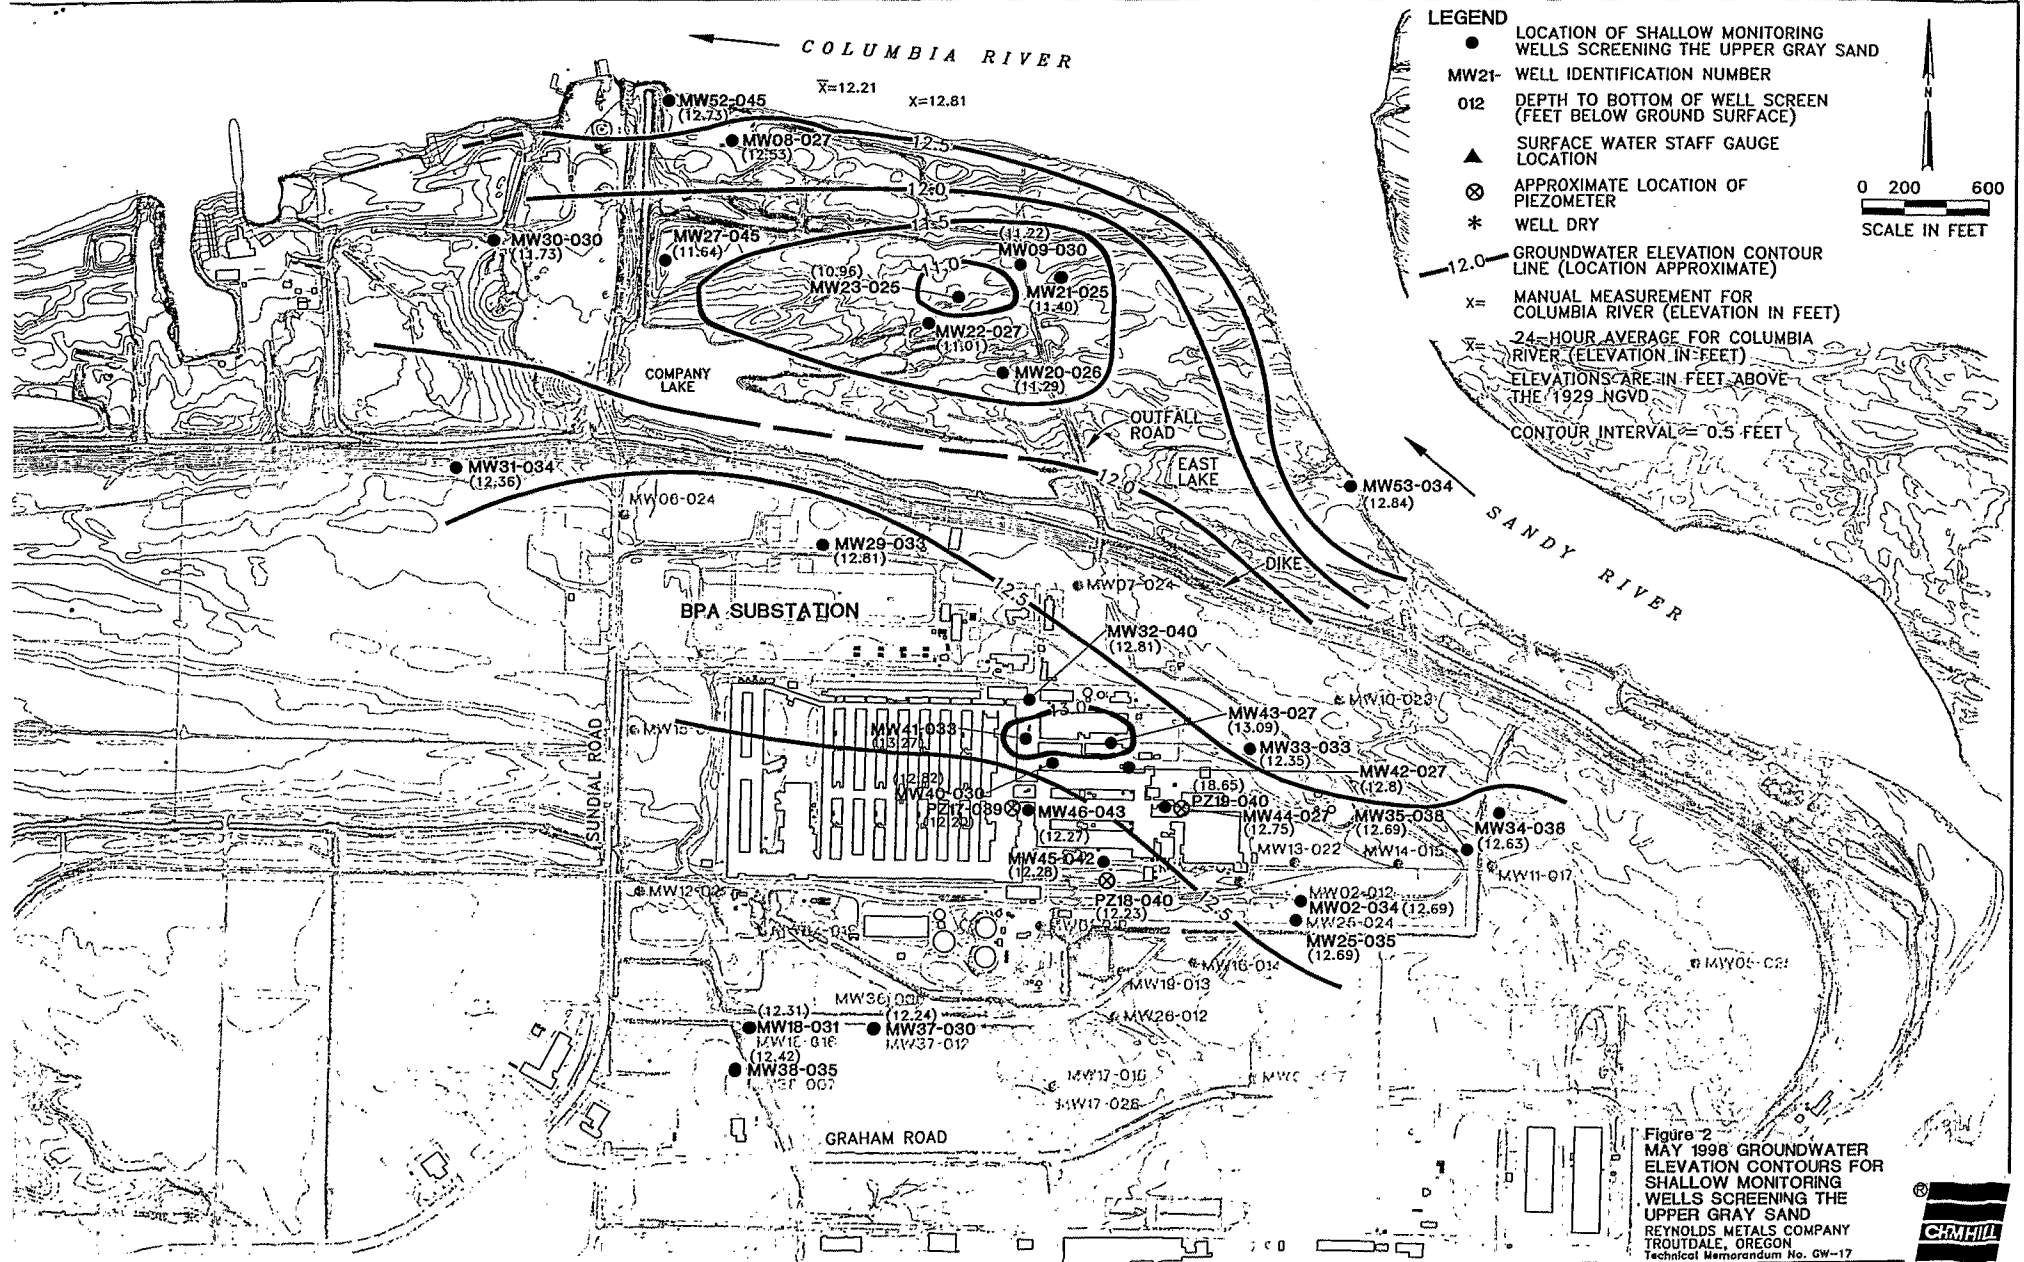 COLUMBIA RIVER
X̅=12.21
X=12.81
LEGEND
LOCATION OF SHALLOW MONITORING
WELLS SCREENING THE UPPER GRAY SAND
MW21- WELL IDENTIFICATION NUMBER
012 DEPTH TO BOTTOM OF WELL SCREEN
(FEET BELOW GROUND SURFACE)
SURFACE WATER STAFF GAUGE
LOCATION
APPROXIMATE LOCATION OF
PIEZOMETER
* WELL DRY
12.0 GROUNDWATER ELEVATION CONTOUR
LINE (LOCATION APPROXIMATE)
X= MANUAL MEASUREMENT FOR
COLUMBIA RIVER (ELEVATION IN FEET)
X̅= 24-HOUR AVERAGE FOR COLUMBIA
RIVER (ELEVATION IN FEET)
ELEVATIONS ARE IN FEET ABOVE
THE 1929 NGVD
CONTOUR INTERVAL = 0.5 FEET
N
0 200 600
SCALE IN FEET
MW52-045
(12.73)
MW08-027
(12.53)
12.5
12.0
11.5
MW30-030
(11.73)
MW27-045
(11.64)
(11.22)
MW09-030
11.0
(10.96)
MW23-025
MW21-025
(11.40)
MW22-027
(11.01)
MW20-026
(11.29)
COMPANY
LAKE
OUTFALL
ROAD
EAST
LAKE
12.0
MW31-034
(12.36)
MW06-024
MW53-034
(12.84)
SANDY RIVER
MW29-033
(12.81)
DIKE
12.5
MW07-024
BPA SUBSTATION
MW32-040
(12.81)
MW10-023
13.0
MW43-027
(13.09)
MW41-033
(13.27)
MW33-033
(12.35)
SUNDIAL ROAD
(12.82)
MW40-030
MW42-027
(12.8)
(18.65)
PZ19-040
PZ17-089
MW46-043
(12.27)
MW44-027
(12.75)
MW35-038
(12.69)
MW34-038
(12.63)
MW45-042
(12.28)
MW13-022
MW14-015
MW11-017
PZ18-040
(12.23)
12.5
MW02-012
MW02-034 (12.69)
MW25-024
MW25-035
(12.69)
MW16-014
MW19-013
MW26-012
(12.31)
MW18-031
MW18-016
(12.42)
MW38-035
(12.24)
MW37-030
MW37-012
MW17-016
MW17-028
GRAHAM ROAD
Figure 2
MAY 1998 GROUNDWATER
ELEVATION CONTOURS FOR
SHALLOW MONITORING
WELLS SCREENING THE
UPPER GRAY SAND
REYNOLDS METALS COMPANY
TROUTDALE, OREGON
Technical Memorandum No. GW-17
®
CH2MHILL